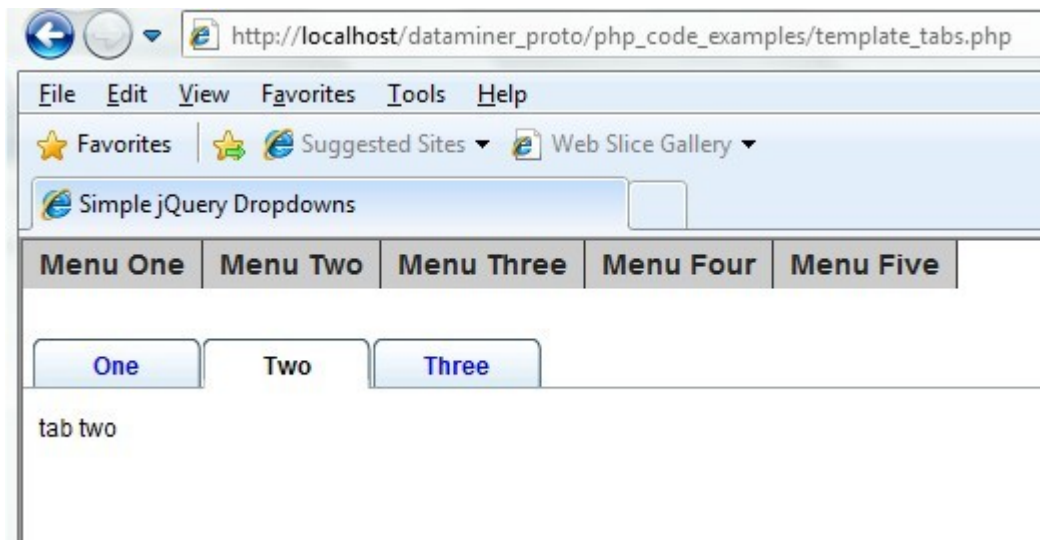 http://localhost/dataminer_proto/php_code_examples/template_tabs.php
File Edit View Favorites Tools Help
Favorites Suggested Sites Web Slice Gallery
Simple jQuery Dropdowns
Menu One Menu Two Menu Three Menu Four Menu Five
One Two Three
tab two